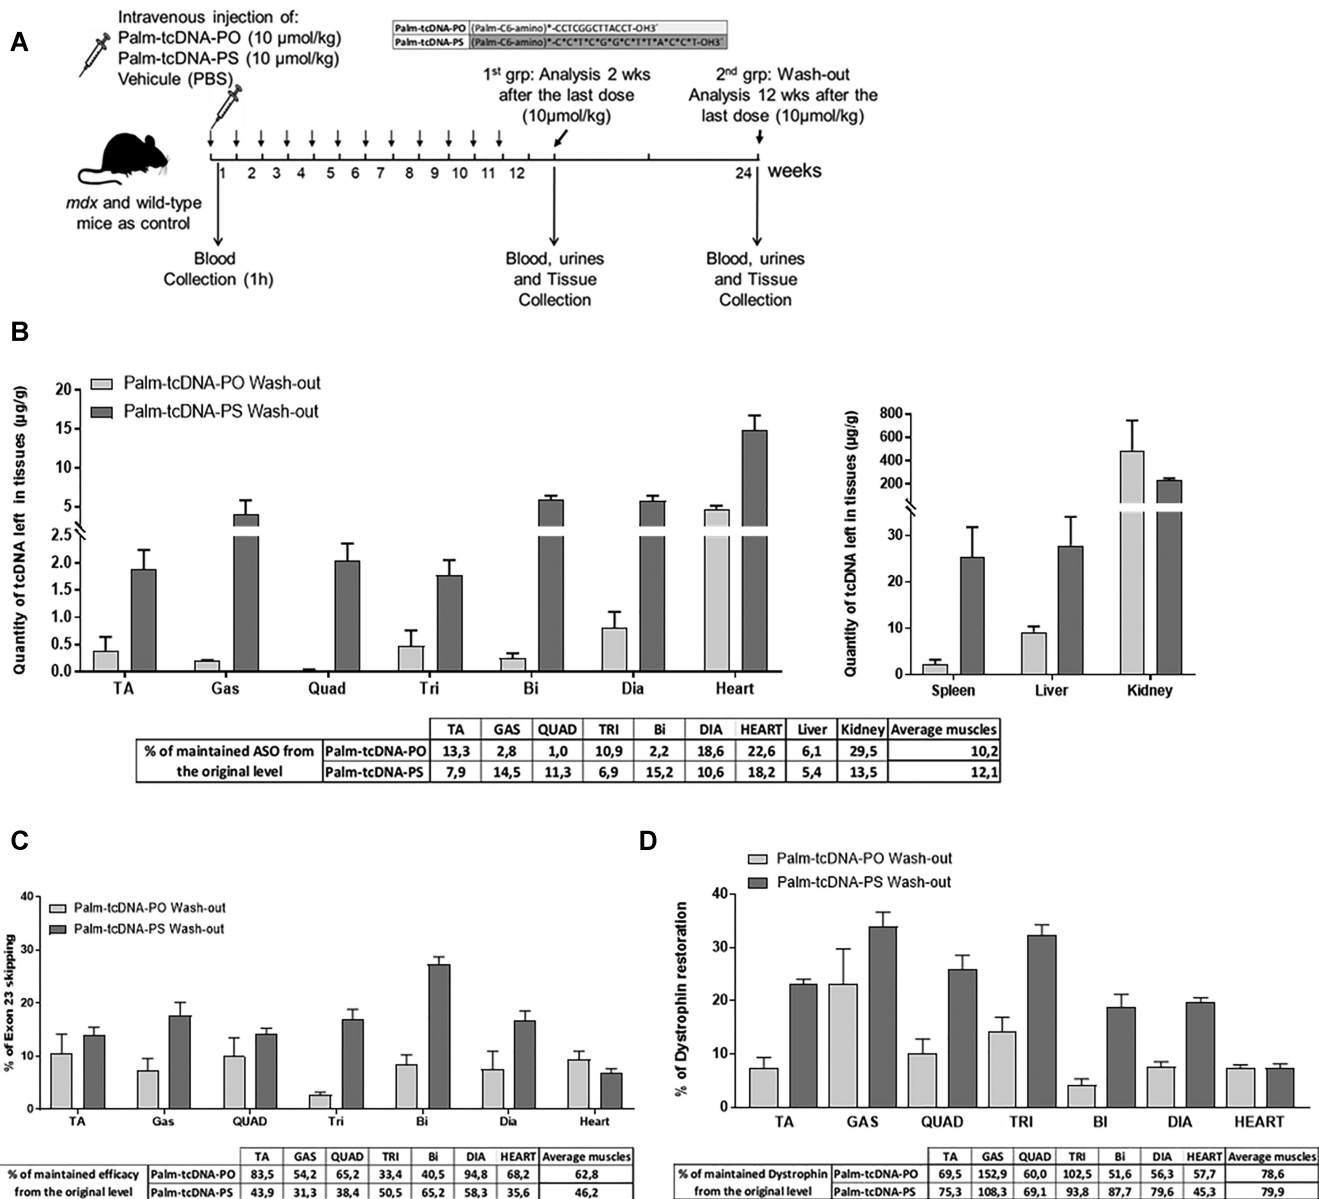 A
Intravenous injection of:
Palm-tcDNA-PO (10 µmol/kg)
Palm-tcDNA-PS (10 µmol/kg)
Vehicule (PBS)
Palm-tcDNA-PO (Palm-C6-amino)*-CCTCGGCTTACCT-OH3´
Palm-tcDNA-PS (Palm-C6-amino)*-C*C*T*C*G*G*C*T*T*A*C*C*T-OH3´
1st grp: Analysis 2 wks
after the last dose
(10µmol/kg)
2nd grp: Wash-out
Analysis 12 wks after the
last dose (10µmol/kg)
1 2 3 4 5 6 7 8 9 10 11 12 24 weeks
mdx and wild-type
mice as control
Blood
Collection (1h)
Blood, urines
and Tissue
Collection
Blood, urines
and Tissue
Collection
B
Quantity of tcDNA left in tissues (µg/g)
Palm-tcDNA-PO Wash-out
Palm-tcDNA-PS Wash-out
20
15
10
5
2.5
2.0
1.5
1.0
0.5
0.0
TA Gas Quad Tri Bi Dia Heart
Quantity of tcDNA left in tissues (µg/g)
800
600
400
200
30
20
10
0
Spleen Liver Kidney
TA GAS QUAD TRI Bi DIA HEART Liver Kidney Average muscles
% of maintained ASO from
the original level
Palm-tcDNA-PO 13,3 2,8 1,0 10,9 2,2 18,6 22,6 6,1 29,5 10,2
Palm-tcDNA-PS 7,9 14,5 11,3 6,9 15,2 10,6 18,2 5,4 13,5 12,1
C
% of Exon 23 skipping
Palm-tcDNA-PO Wash-out
Palm-tcDNA-PS Wash-out
40
30
20
10
0
TA Gas QUAD Tri Bi Dia Heart
TA GAS QUAD TRI Bi DIA HEART Average muscles
% of maintained efficacy
from the original level
Palm-tcDNA-PO 83,5 54,2 65,2 33,4 40,5 94,8 68,2 62,8
Palm-tcDNA-PS 43,9 31,3 38,4 50,5 65,2 58,3 35,6 46,2
D
% of Dystrophin restoration
Palm-tcDNA-PO Wash-out
Palm-tcDNA-PS Wash-out
40
30
20
10
0
TA GAS QUAD TRI BI DIA HEART
TA GAS QUAD TRI Bi DIA HEART Average muscles
% of maintained Dystrophin
from the original level
Palm-tcDNA-PO 69,5 152,9 60,0 102,5 51,6 56,3 57,7 78,6
Palm-tcDNA-PS 75,3 108,3 69,1 93,8 87,7 79,6 45,3 79,9